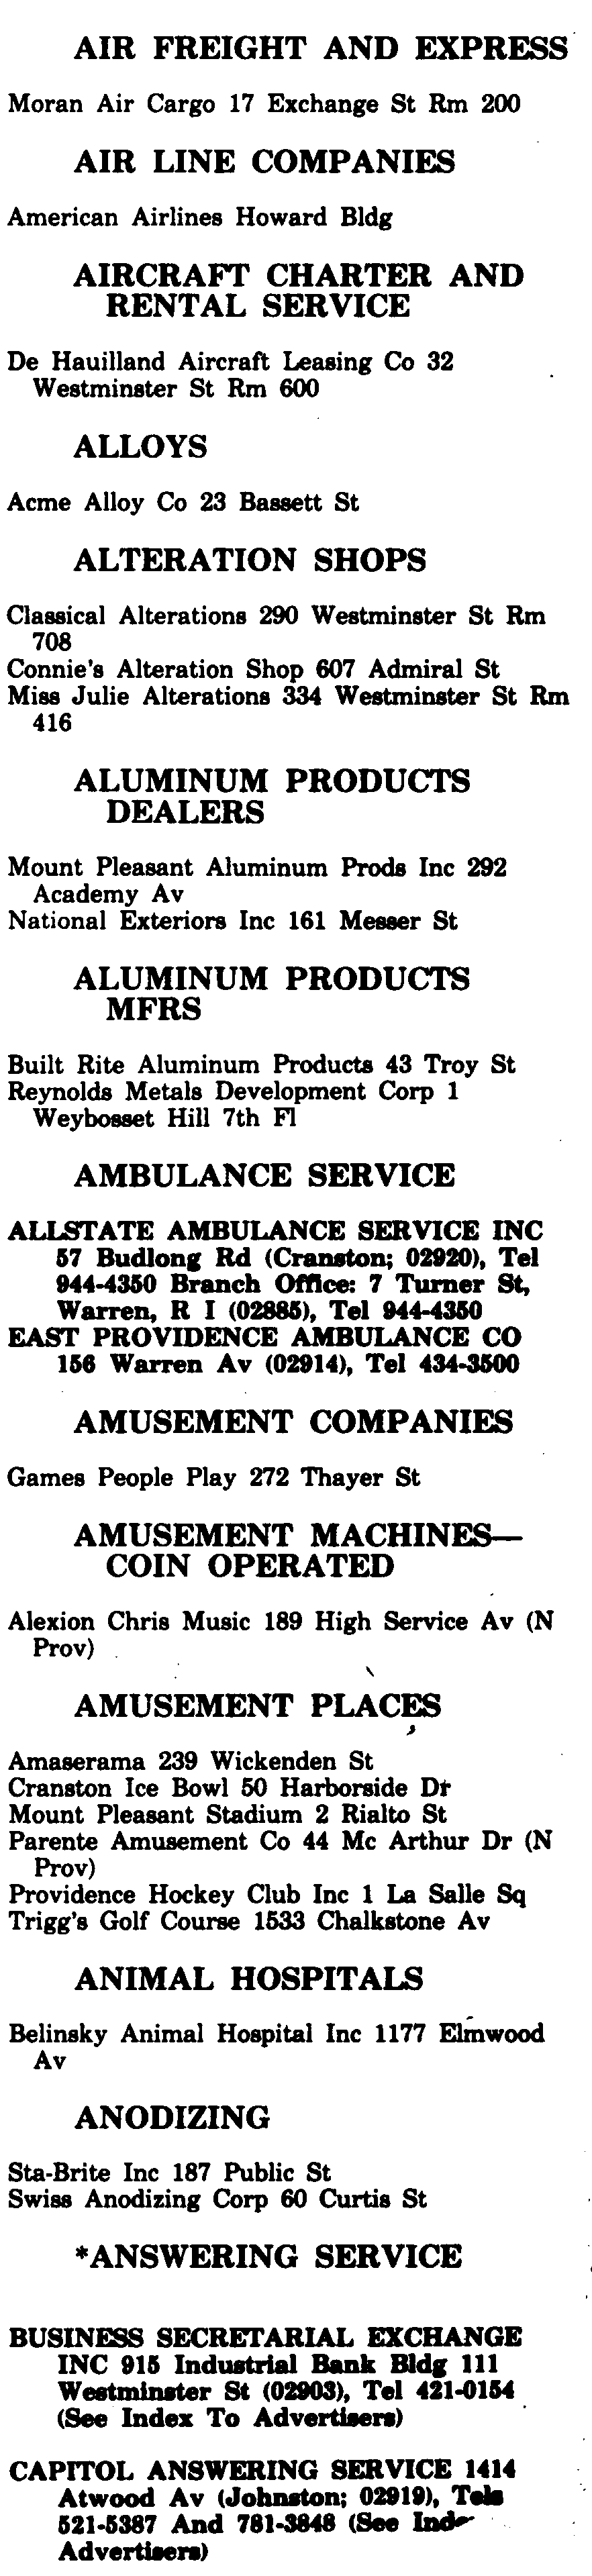 AIR FREIGHT AND EXPRESS
Moran Air Cargo 17 Exchange St Rm 200
AIR LINE COMPANIES
American Airlines Howard Bldg
AIRCRAFT CHARTER AND
RENTAL SERVICE
De Hauilland Aircraft Leasing Co 32
Westminster St Rm 600
ALLOYS
Acme Alloy Co 23 Bassett St
ALTERATION SHOPS
Classical Alterations 290 Westminster St Rm
708
Connie's Alteration Shop 607 Admiral St
Miss Julie Alterations 334 Westminster St Rm
416
ALUMINUM PRODUCTS
DEALERS
Mount Pleasant Aluminum Prods Inc 292
Academy Av
National Exteriors Inc 161 Messer St
ALUMINUM PRODUCTS
MFRS
Built Rite Aluminum Products 43 Troy St
Reynolds Metals Development Corp 1
Weybosset Hill 7th Fl
AMBULANCE SERVICE
ALLSTATE AMBULANCE SERVICE INC
57 Budlong Rd (Cranston; 02920), Tel
944-4350 Branch Office: 7 Turner St,
Warren, R I (02885), Tel 944-4350
EAST PROVIDENCE AMBULANCE CO
156 Warren Av (02914), Tel 434-3500
AMUSEMENT COMPANIES
Games People Play 272 Thayer St
AMUSEMENT MACHINES—
COIN OPERATED
Alexion Chris Music 189 High Service Av (N
Prov)
AMUSEMENT PLACES
Amaserama 239 Wickenden St
Cranston Ice Bowl 50 Harborside Dr
Mount Pleasant Stadium 2 Rialto St
Parente Amusement Co 44 Mc Arthur Dr (N
Prov)
Providence Hockey Club Inc 1 La Salle Sq
Trigg's Golf Course 1533 Chalkstone Av
ANIMAL HOSPITALS
Belinsky Animal Hospital Inc 1177 Elmwood
Av
ANODIZING
Sta-Brite Inc 187 Public St
Swiss Anodizing Corp 60 Curtis St
*ANSWERING SERVICE
BUSINESS SECRETARIAL EXCHANGE
INC 915 Industrial Bank Bldg 111
Westminster St (02903), Tel 421-0154
(See Index To Advertisers)
CAPITOL ANSWERING SERVICE 1414
Atwood Av (Johnston; 02919), Tels
521-5387 And 781-3848 (See
Advertisers)